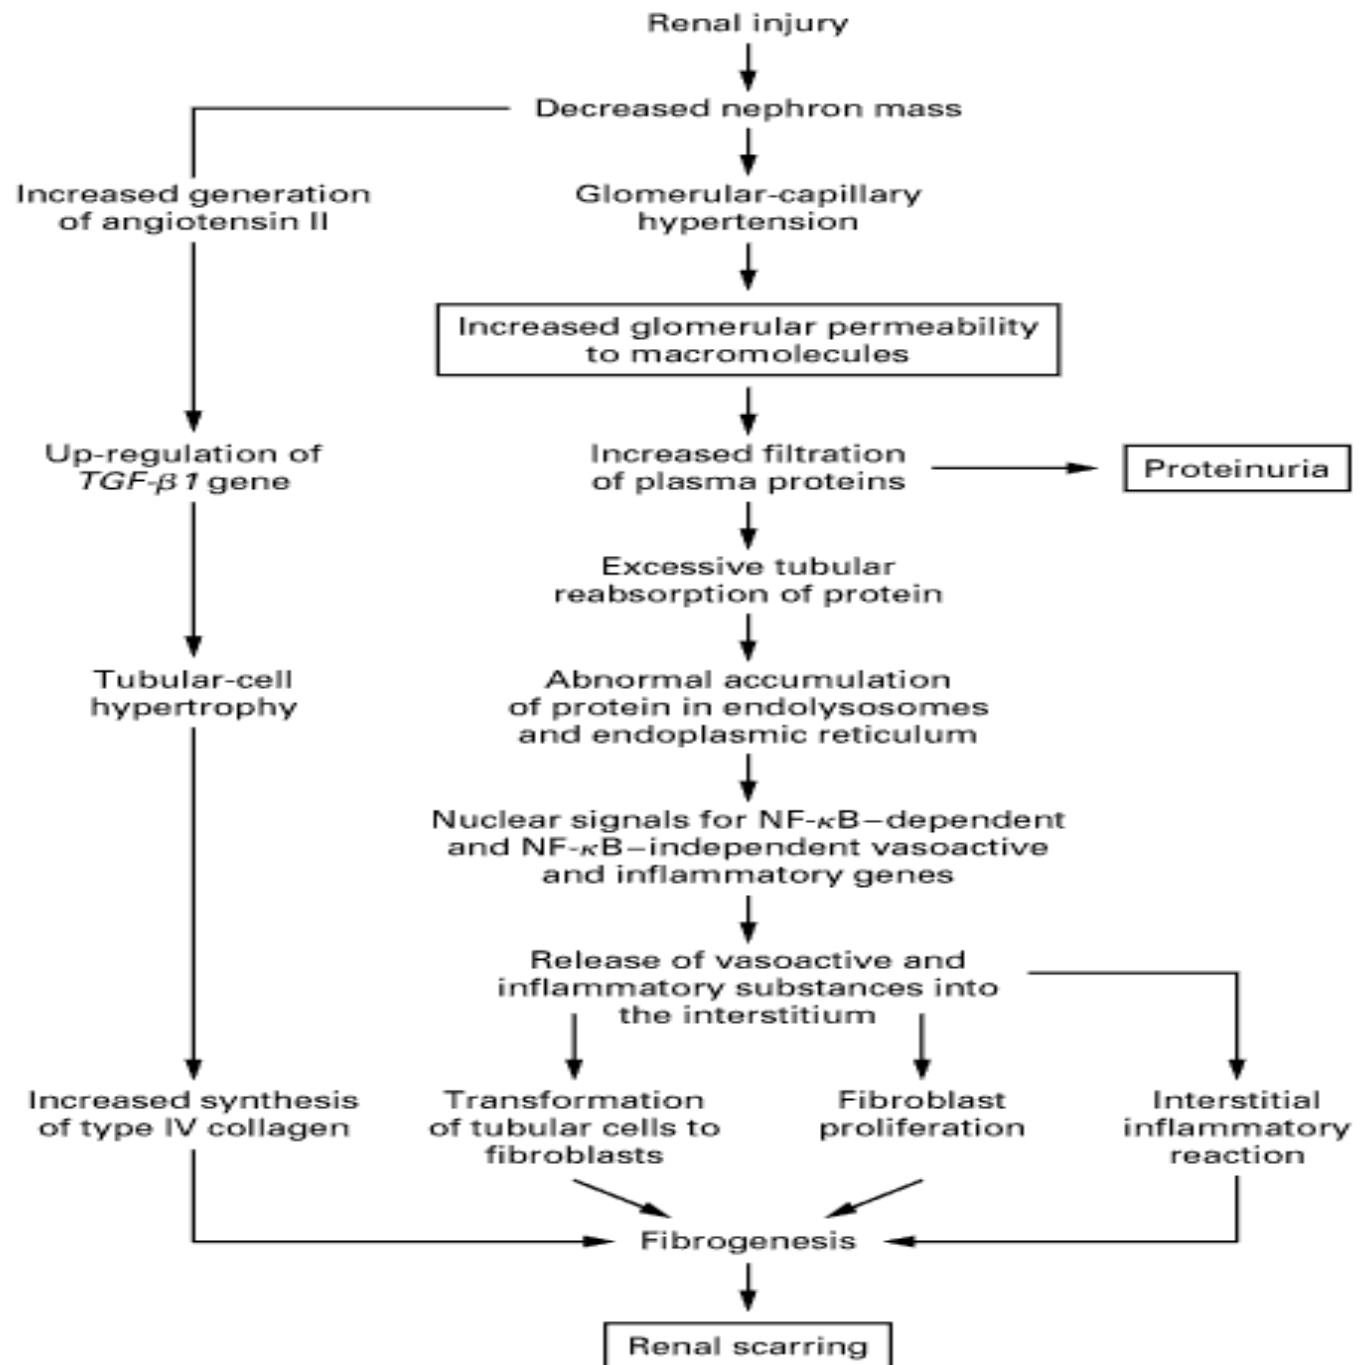 Renal injury
Decreased nephron mass
Increased generation
of angiotensin II
Glomerular-capillary
hypertension
Increased glomerular permeability
to macromolecules
Up-regulation of
TGF-β1 gene
Increased filtration
of plasma proteins
Proteinuria
Excessive tubular
reabsorption of protein
Tubular-cell
hypertrophy
Abnormal accumulation
of protein in endolysosomes
and endoplasmic reticulum
Nuclear signals for NF-κB–dependent
and NF-κB–independent vasoactive
and inflammatory genes
Release of vasoactive and
inflammatory substances into
the interstitium
Increased synthesis
of type IV collagen
Transformation
of tubular cells to
fibroblasts
Fibroblast
proliferation
Interstitial
inflammatory
reaction
Fibrogenesis
Renal scarring